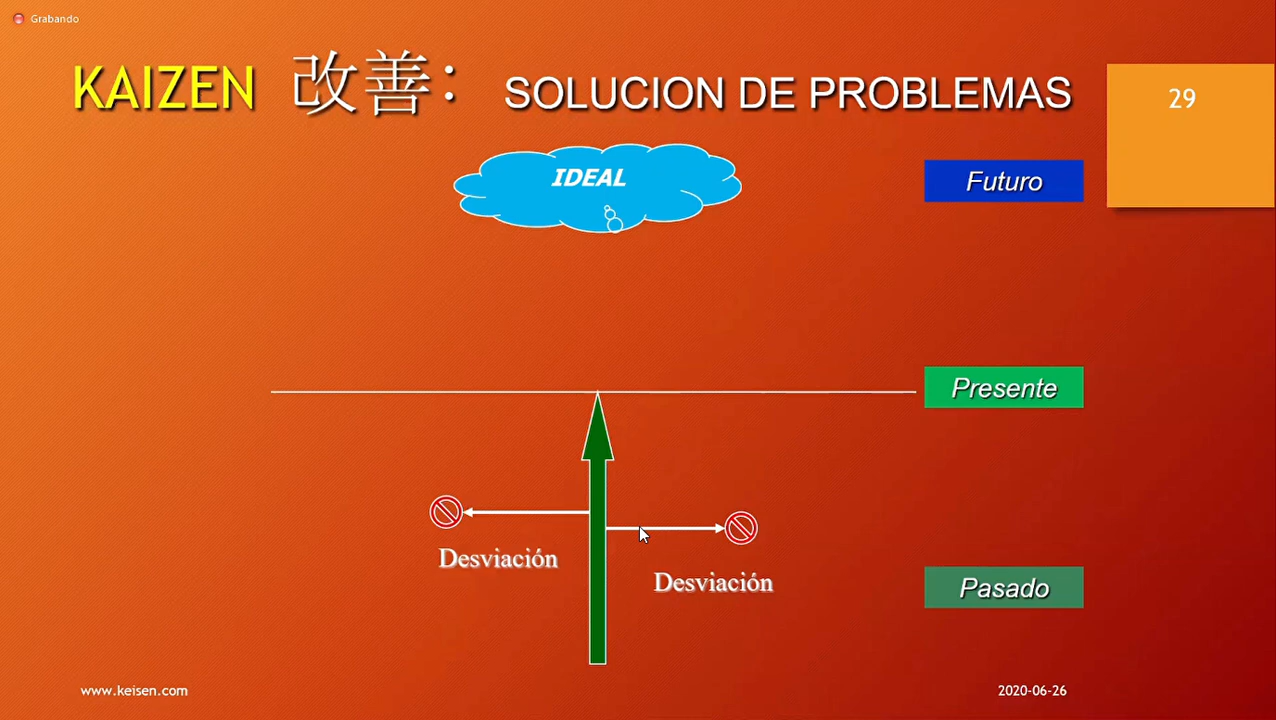 Grabando
KAIZEN 改善: SOLUCION DE PROBLEMAS
29
IDEAL
Futuro
Presente
Desviación
Desviación
Pasado
www.keisen.com
2020-06-26